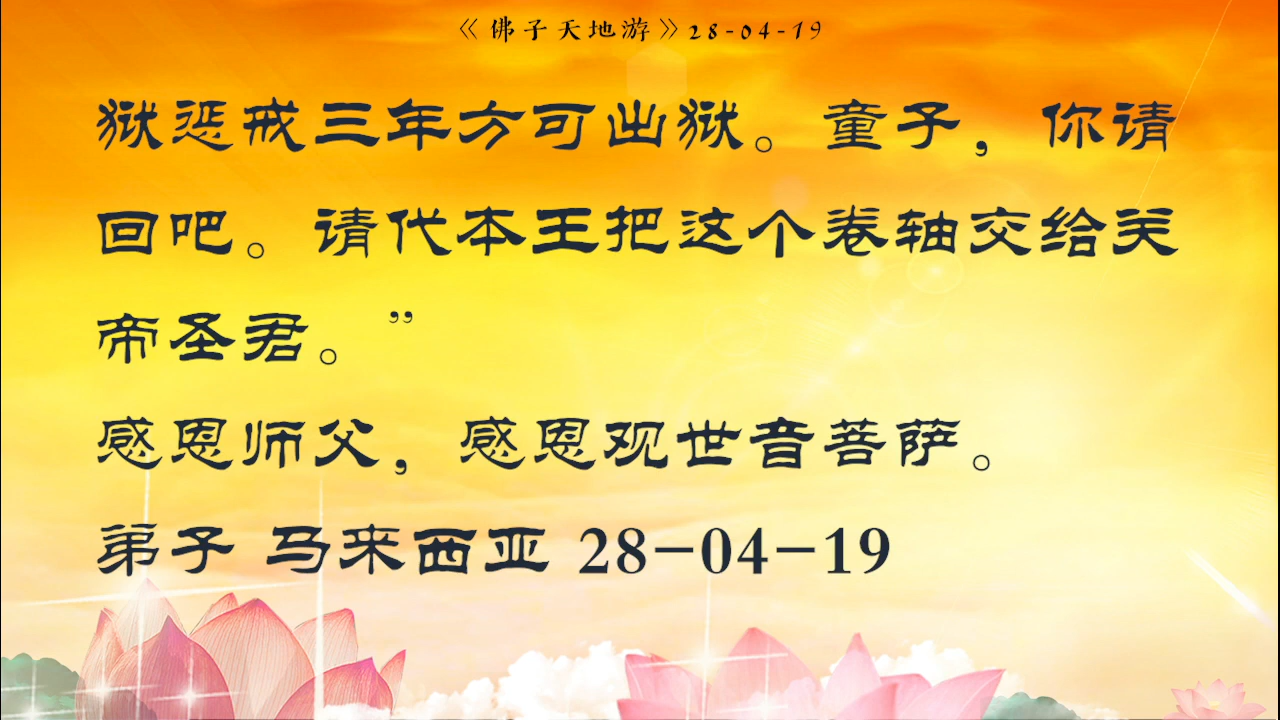 《佛子天地游》28-04-19
狱惩戒三年方可出狱。童子，你请
回吧。请代本王把这个卷轴交给关
帝圣君。”
感恩师父，感恩观世音菩萨。
弟子 马来西亚 28-04-19